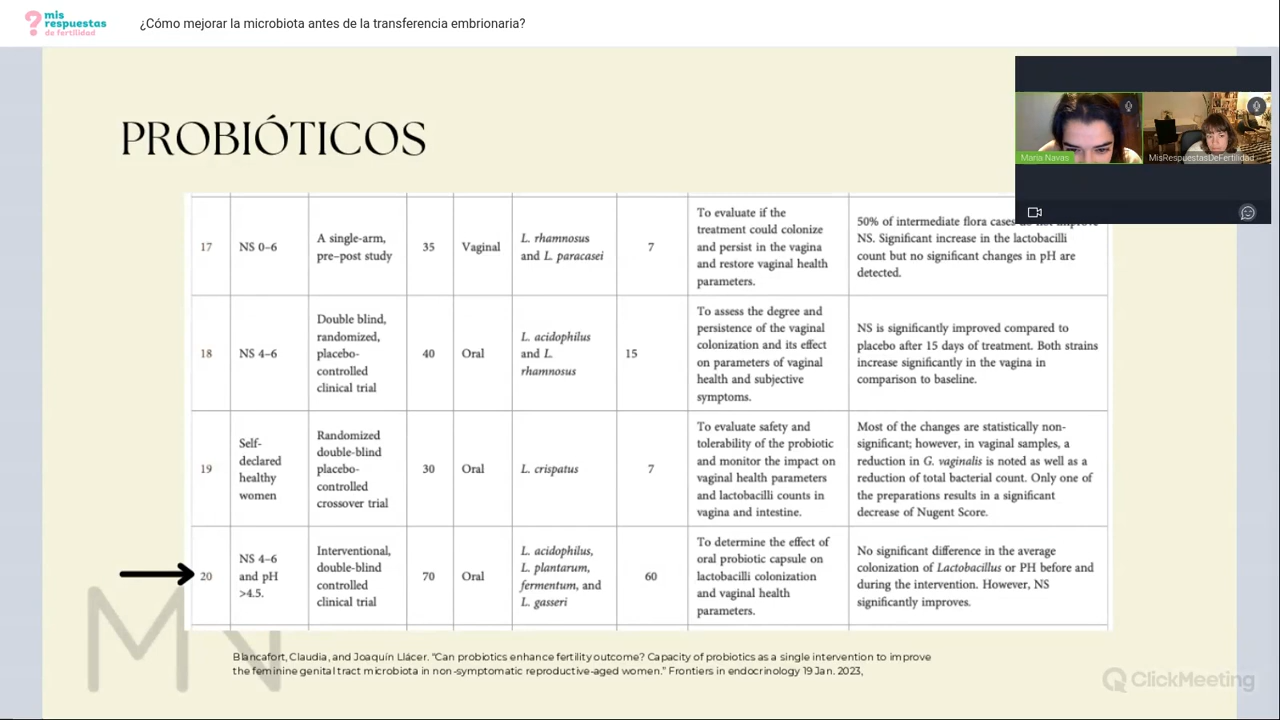 mis
respuestas
de fertilidad
¿Cómo mejorar la microbiota antes de la transferencia embrionaria?
PROBIÓTICOS
Maria Navas
MisRespuestasDeFertilidad
17
NS 0–6
A single-arm,
pre–post study
35
Vaginal
L. rhamnosus
and L. paracasei
7
To evaluate if the
treatment could colonize
and persist in the vagina
and restore vaginal health
parameters.
50% of intermediate flora cases
NS. Significant increase in the lactobacilli
count but no significant changes in pH are
detected.
18
NS 4–6
Double blind,
randomized,
placebo-
controlled
clinical trial
40
Oral
L. acidophilus
and L.
rhamnosus
15
To assess the degree and
persistence of the vaginal
colonization and its effect
on parameters of vaginal
health and subjective
symptoms.
NS is significantly improved compared to
placebo after 15 days of treatment. Both strains
increase significantly in the vagina in
comparison to baseline.
19
Self-
declared
healthy
women
Randomized
double-blind
placebo-
controlled
crossover trial
30
Oral
L. crispatus
7
To evaluate safety and
tolerability of the probiotic
and monitor the impact on
vaginal health parameters
and lactobacilli counts in
vagina and intestine.
Most of the changes are statistically non-
significant; however, in vaginal samples, a
reduction in G. vaginalis is noted as well as a
reduction of total bacterial count. Only one of
the preparations results in a significant
decrease of Nugent Score.
20
NS 4–6
and pH
>4.5.
Interventional,
double-blind
controlled
clinical trial
70
Oral
L. acidophilus,
L. plantarum,
fermentum, and
L. gasseri
60
To determine the effect of
oral probiotic capsule on
lactobacilli colonization
and vaginal health
parameters.
No significant difference in the average
colonization of Lactobacillus or PH before and
during the intervention. However, NS
significantly improves.
Blancafort, Claudia, and Joaquín Llácer. "Can probiotics enhance fertility outcome? Capacity of probiotics as a single intervention to improve
the feminine genital tract microbiota in non-symptomatic reproductive-aged women." Frontiers in endocrinology 19 Jan. 2023,
ClickMeeting